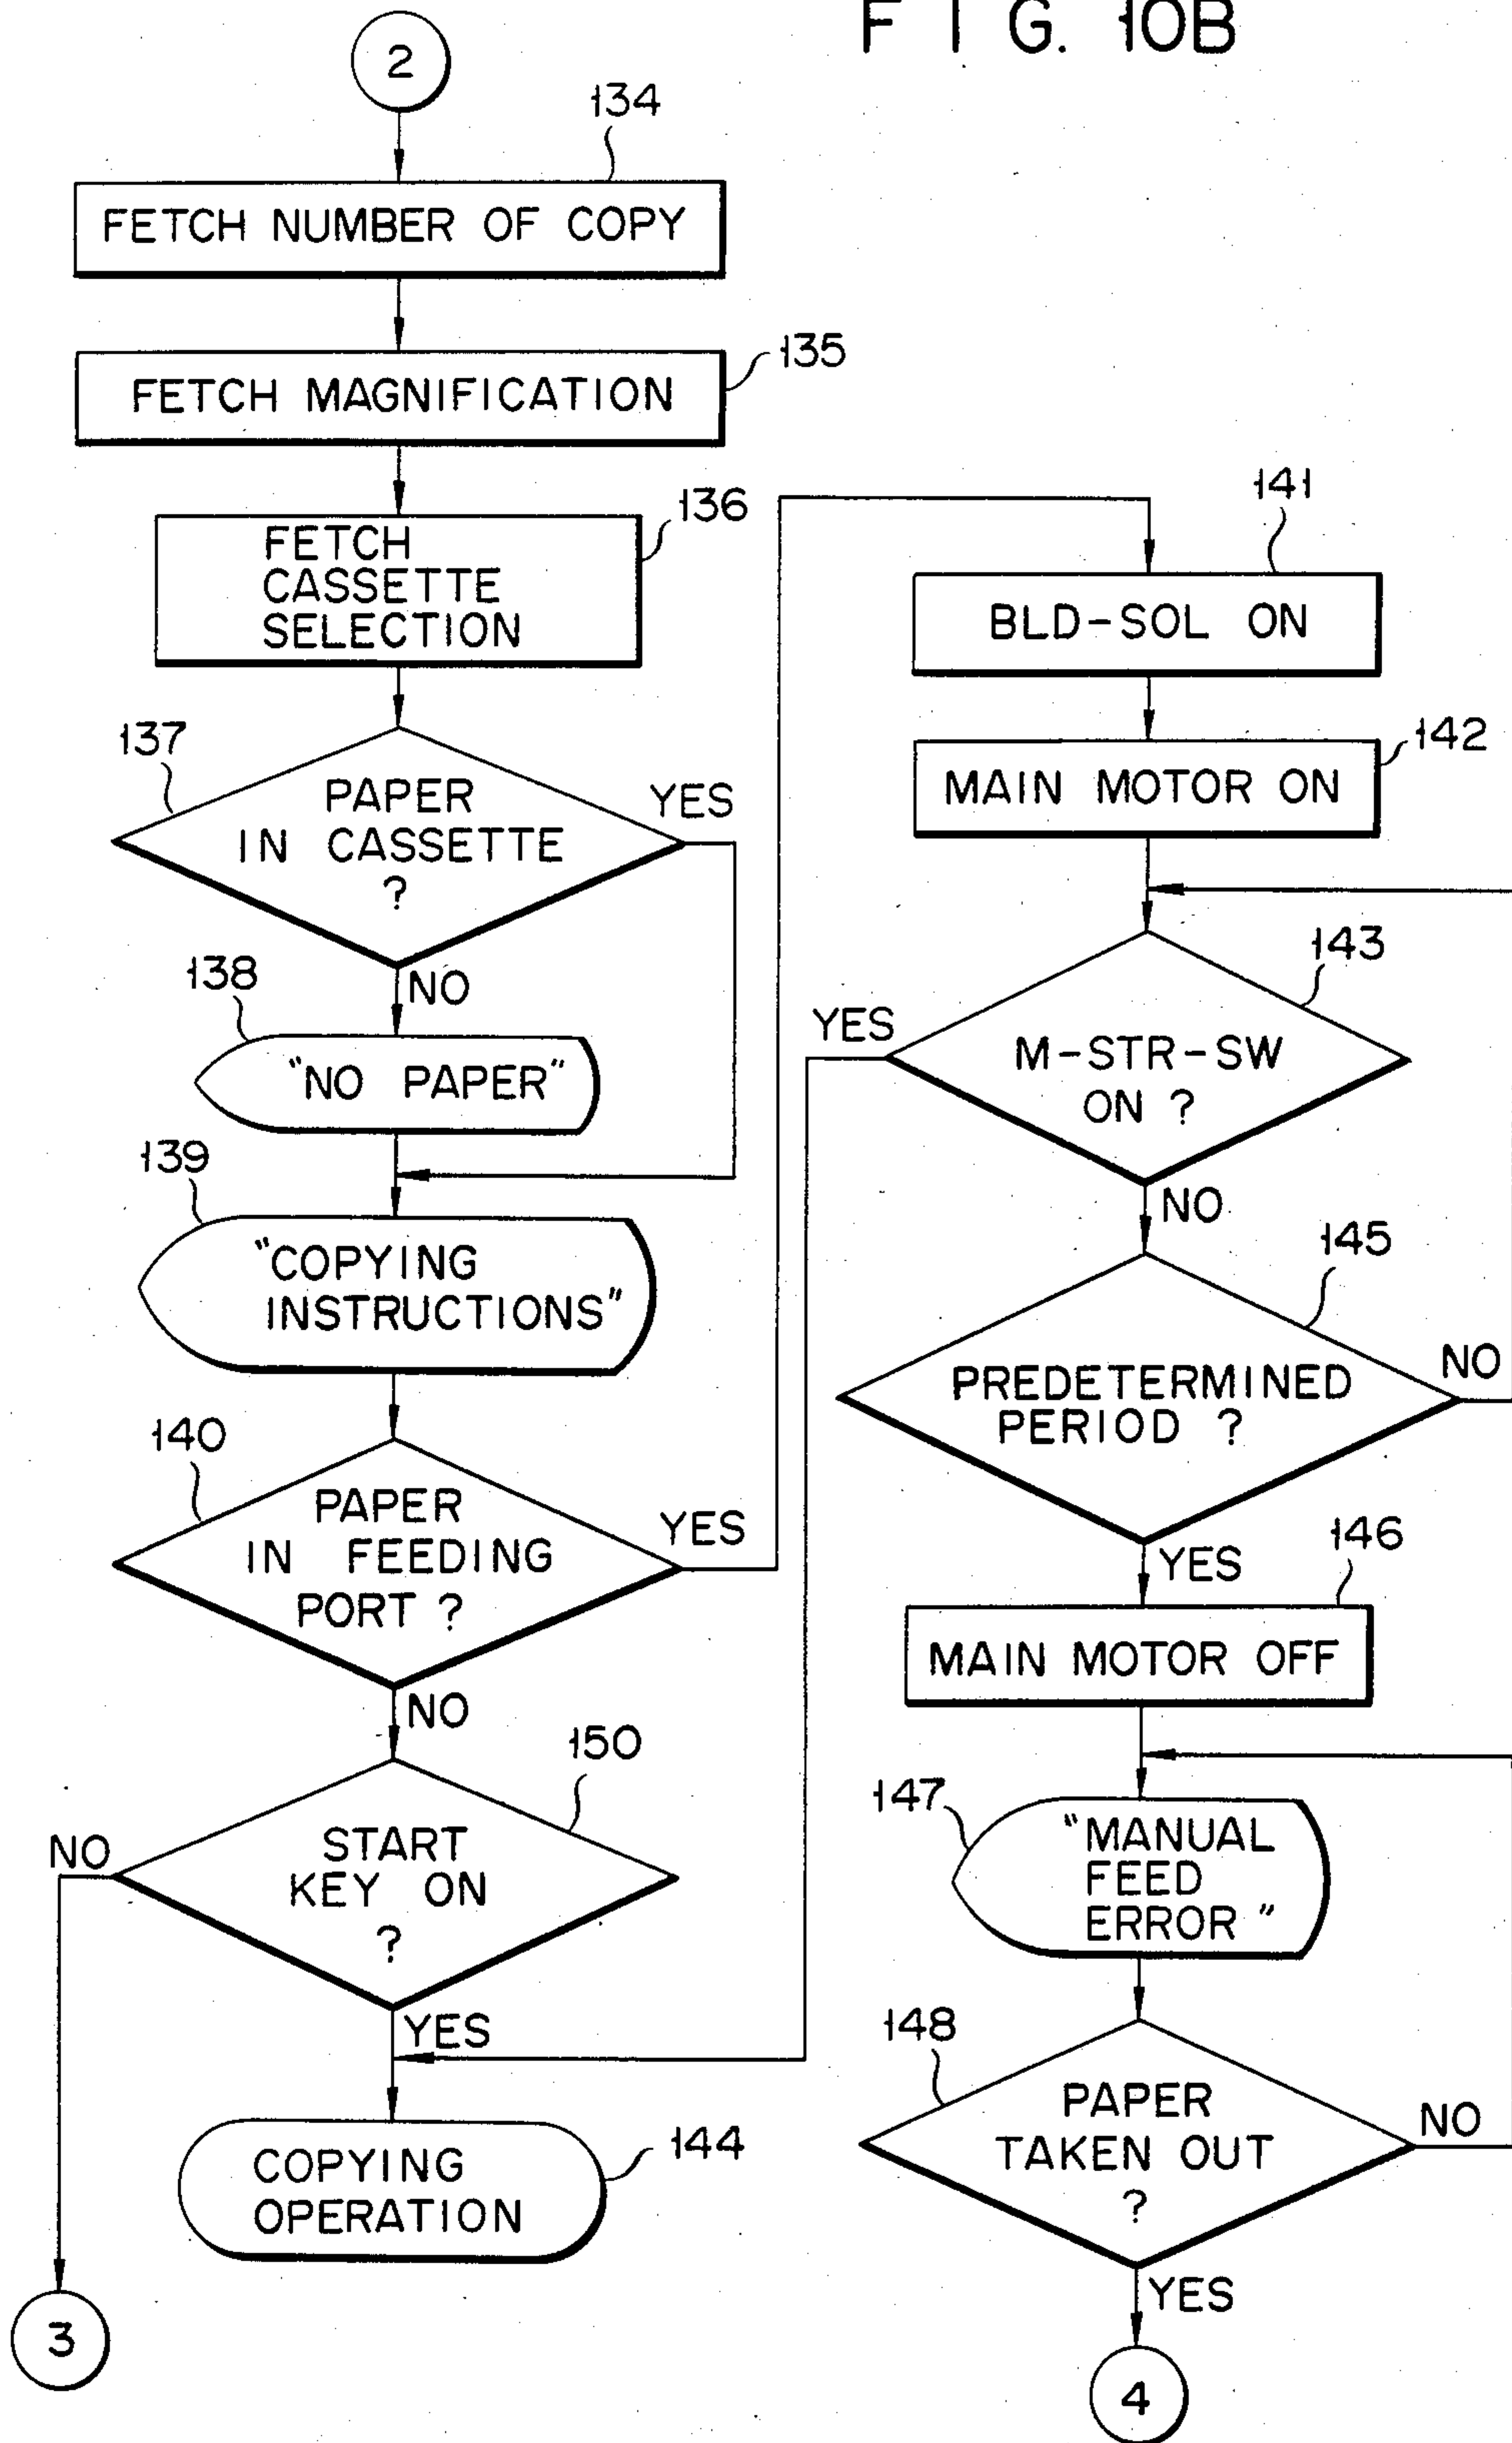 FIG. 10B
2
134
FETCH NUMBER OF COPY
135
FETCH MAGNIFICATION
136
FETCH
CASSETTE
SELECTION
137
PAPER
IN CASSETTE
?
YES
NO
138
"NO PAPER"
139
"COPYING
INSTRUCTIONS"
140
PAPER
IN FEEDING
PORT ?
YES
NO
150
START
KEY ON
?
NO
YES
144
COPYING
OPERATION
3
141
BLD-SOL ON
142
MAIN MOTOR ON
143
M-STR-SW
ON ?
YES
NO
145
PREDETERMINED
PERIOD ?
NO
YES
146
MAIN MOTOR OFF
147
"MANUAL
FEED
ERROR"
148
PAPER
TAKEN OUT
?
NO
YES
4